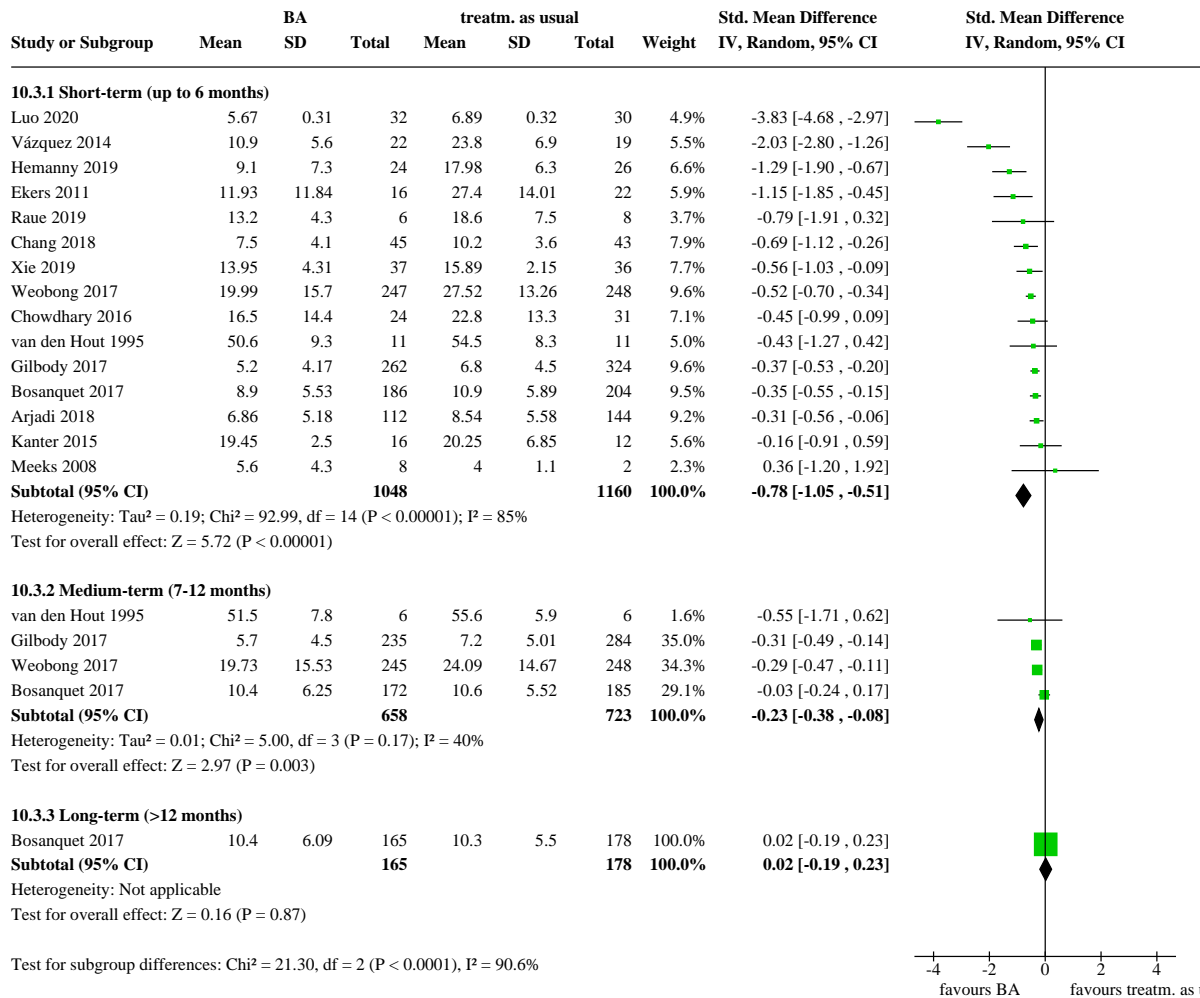 BA treatm. as usual Std. Mean Difference Std. Mean Difference
Study or Subgroup Mean SD Total Mean SD Total Weight IV, Random, 95% CI IV, Random, 95% CI
10.3.1 Short-term (up to 6 months)
Luo 2020 5.67 0.31 32 6.89 0.32 30 4.9% -3.83 [-4.68 , -2.97]
Vázquez 2014 10.9 5.6 22 23.8 6.9 19 5.5% -2.03 [-2.80 , -1.26]
Hemanny 2019 9.1 7.3 24 17.98 6.3 26 6.6% -1.29 [-1.90 , -0.67]
Ekers 2011 11.93 11.84 16 27.4 14.01 22 5.9% -1.15 [-1.85 , -0.45]
Raue 2019 13.2 4.3 6 18.6 7.5 8 3.7% -0.79 [-1.91 , 0.32]
Chang 2018 7.5 4.1 45 10.2 3.6 43 7.9% -0.69 [-1.12 , -0.26]
Xie 2019 13.95 4.31 37 15.89 2.15 36 7.7% -0.56 [-1.03 , -0.09]
Weobong 2017 19.99 15.7 247 27.52 13.26 248 9.6% -0.52 [-0.70 , -0.34]
Chowdhary 2016 16.5 14.4 24 22.8 13.3 31 7.1% -0.45 [-0.99 , 0.09]
van den Hout 1995 50.6 9.3 11 54.5 8.3 11 5.0% -0.43 [-1.27 , 0.42]
Gilbody 2017 5.2 4.17 262 6.8 4.5 324 9.6% -0.37 [-0.53 , -0.20]
Bosanquet 2017 8.9 5.53 186 10.9 5.89 204 9.5% -0.35 [-0.55 , -0.15]
Arjadi 2018 6.86 5.18 112 8.54 5.58 144 9.2% -0.31 [-0.56 , -0.06]
Kanter 2015 19.45 2.5 16 20.25 6.85 12 5.6% -0.16 [-0.91 , 0.59]
Meeks 2008 5.6 4.3 8 4 1.1 2 2.3% 0.36 [-1.20 , 1.92]
Subtotal (95% CI) 1048 1160 100.0% -0.78 [-1.05 , -0.51]
Heterogeneity: Tau² = 0.19; Chi² = 92.99, df = 14 (P < 0.00001); I² = 85%
Test for overall effect: Z = 5.72 (P < 0.00001)
10.3.2 Medium-term (7-12 months)
van den Hout 1995 51.5 7.8 6 55.6 5.9 6 1.6% -0.55 [-1.71 , 0.62]
Gilbody 2017 5.7 4.5 235 7.2 5.01 284 35.0% -0.31 [-0.49 , -0.14]
Weobong 2017 19.73 15.53 245 24.09 14.67 248 34.3% -0.29 [-0.47 , -0.11]
Bosanquet 2017 10.4 6.25 172 10.6 5.52 185 29.1% -0.03 [-0.24 , 0.17]
Subtotal (95% CI) 658 723 100.0% -0.23 [-0.38 , -0.08]
Heterogeneity: Tau² = 0.01; Chi² = 5.00, df = 3 (P = 0.17); I² = 40%
Test for overall effect: Z = 2.97 (P = 0.003)
10.3.3 Long-term (>12 months)
Bosanquet 2017 10.4 6.09 165 10.3 5.5 178 100.0% 0.02 [-0.19 , 0.23]
Subtotal (95% CI) 165 178 100.0% 0.02 [-0.19 , 0.23]
Heterogeneity: Not applicable
Test for overall effect: Z = 0.16 (P = 0.87)
Test for subgroup differences: Chi² = 21.30, df = 2 (P < 0.0001), I² = 90.6%
-4 -2 0 2 4
favours BA favours treatm. as